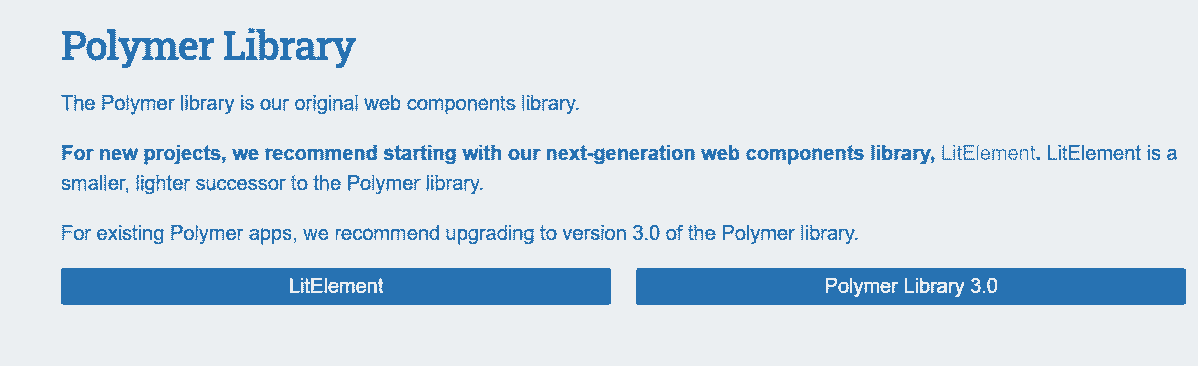 Polymer Library
The Polymer library is our original web components library.
For new projects, we recommend starting with our next-generation web components library, LitElement. LitElement is a
smaller, lighter successor to the Polymer library.
For existing Polymer apps, we recommend upgrading to version 3.0 of the Polymer library.
LitElement
Polymer Library 3.0